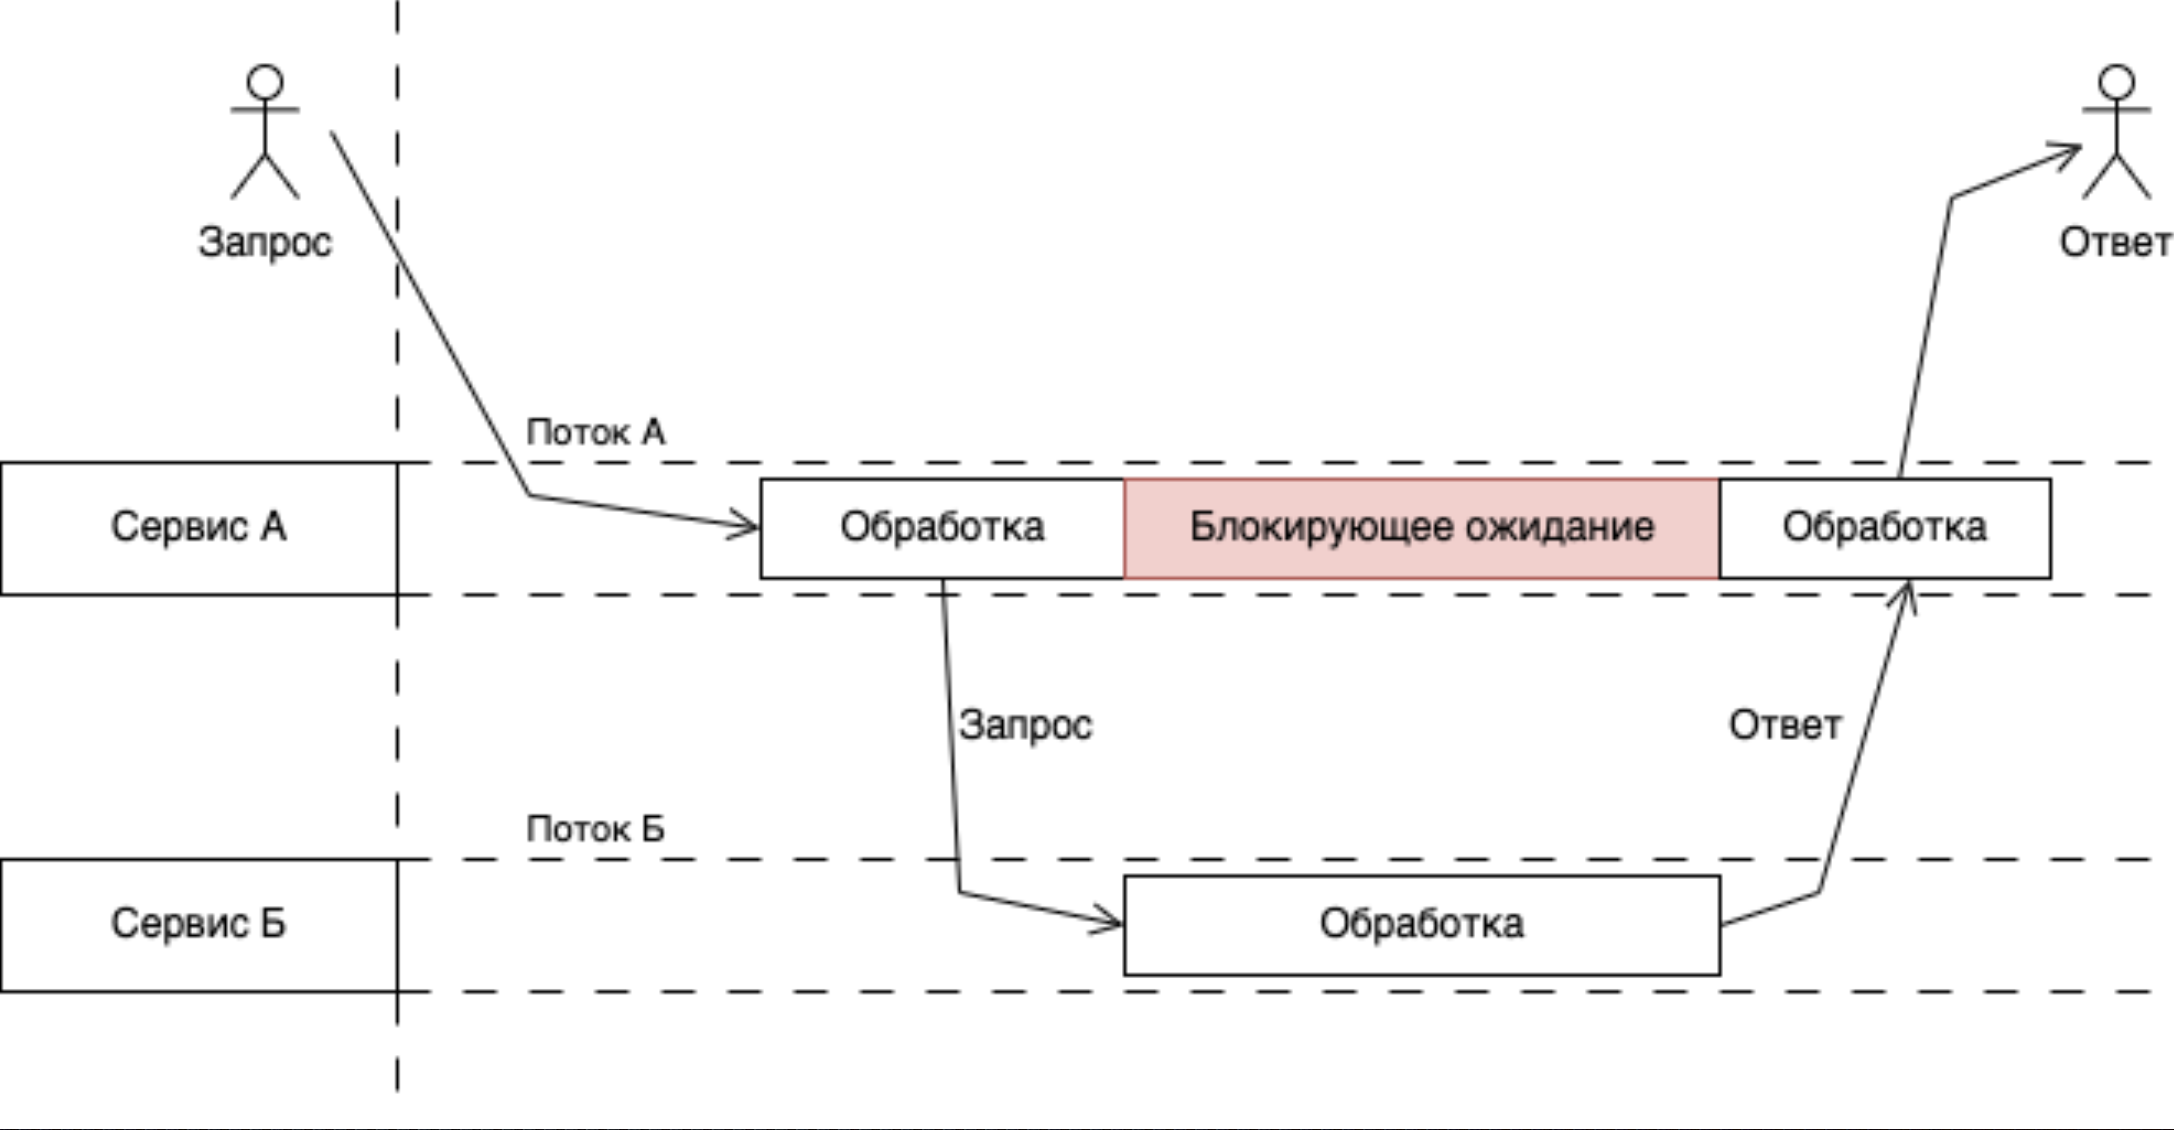 Запрос
Ответ
Поток А
Сервис А
Обработка
Блокирующее ожидание
Обработка
Запрос
Ответ
Поток Б
Сервис Б
Обработка